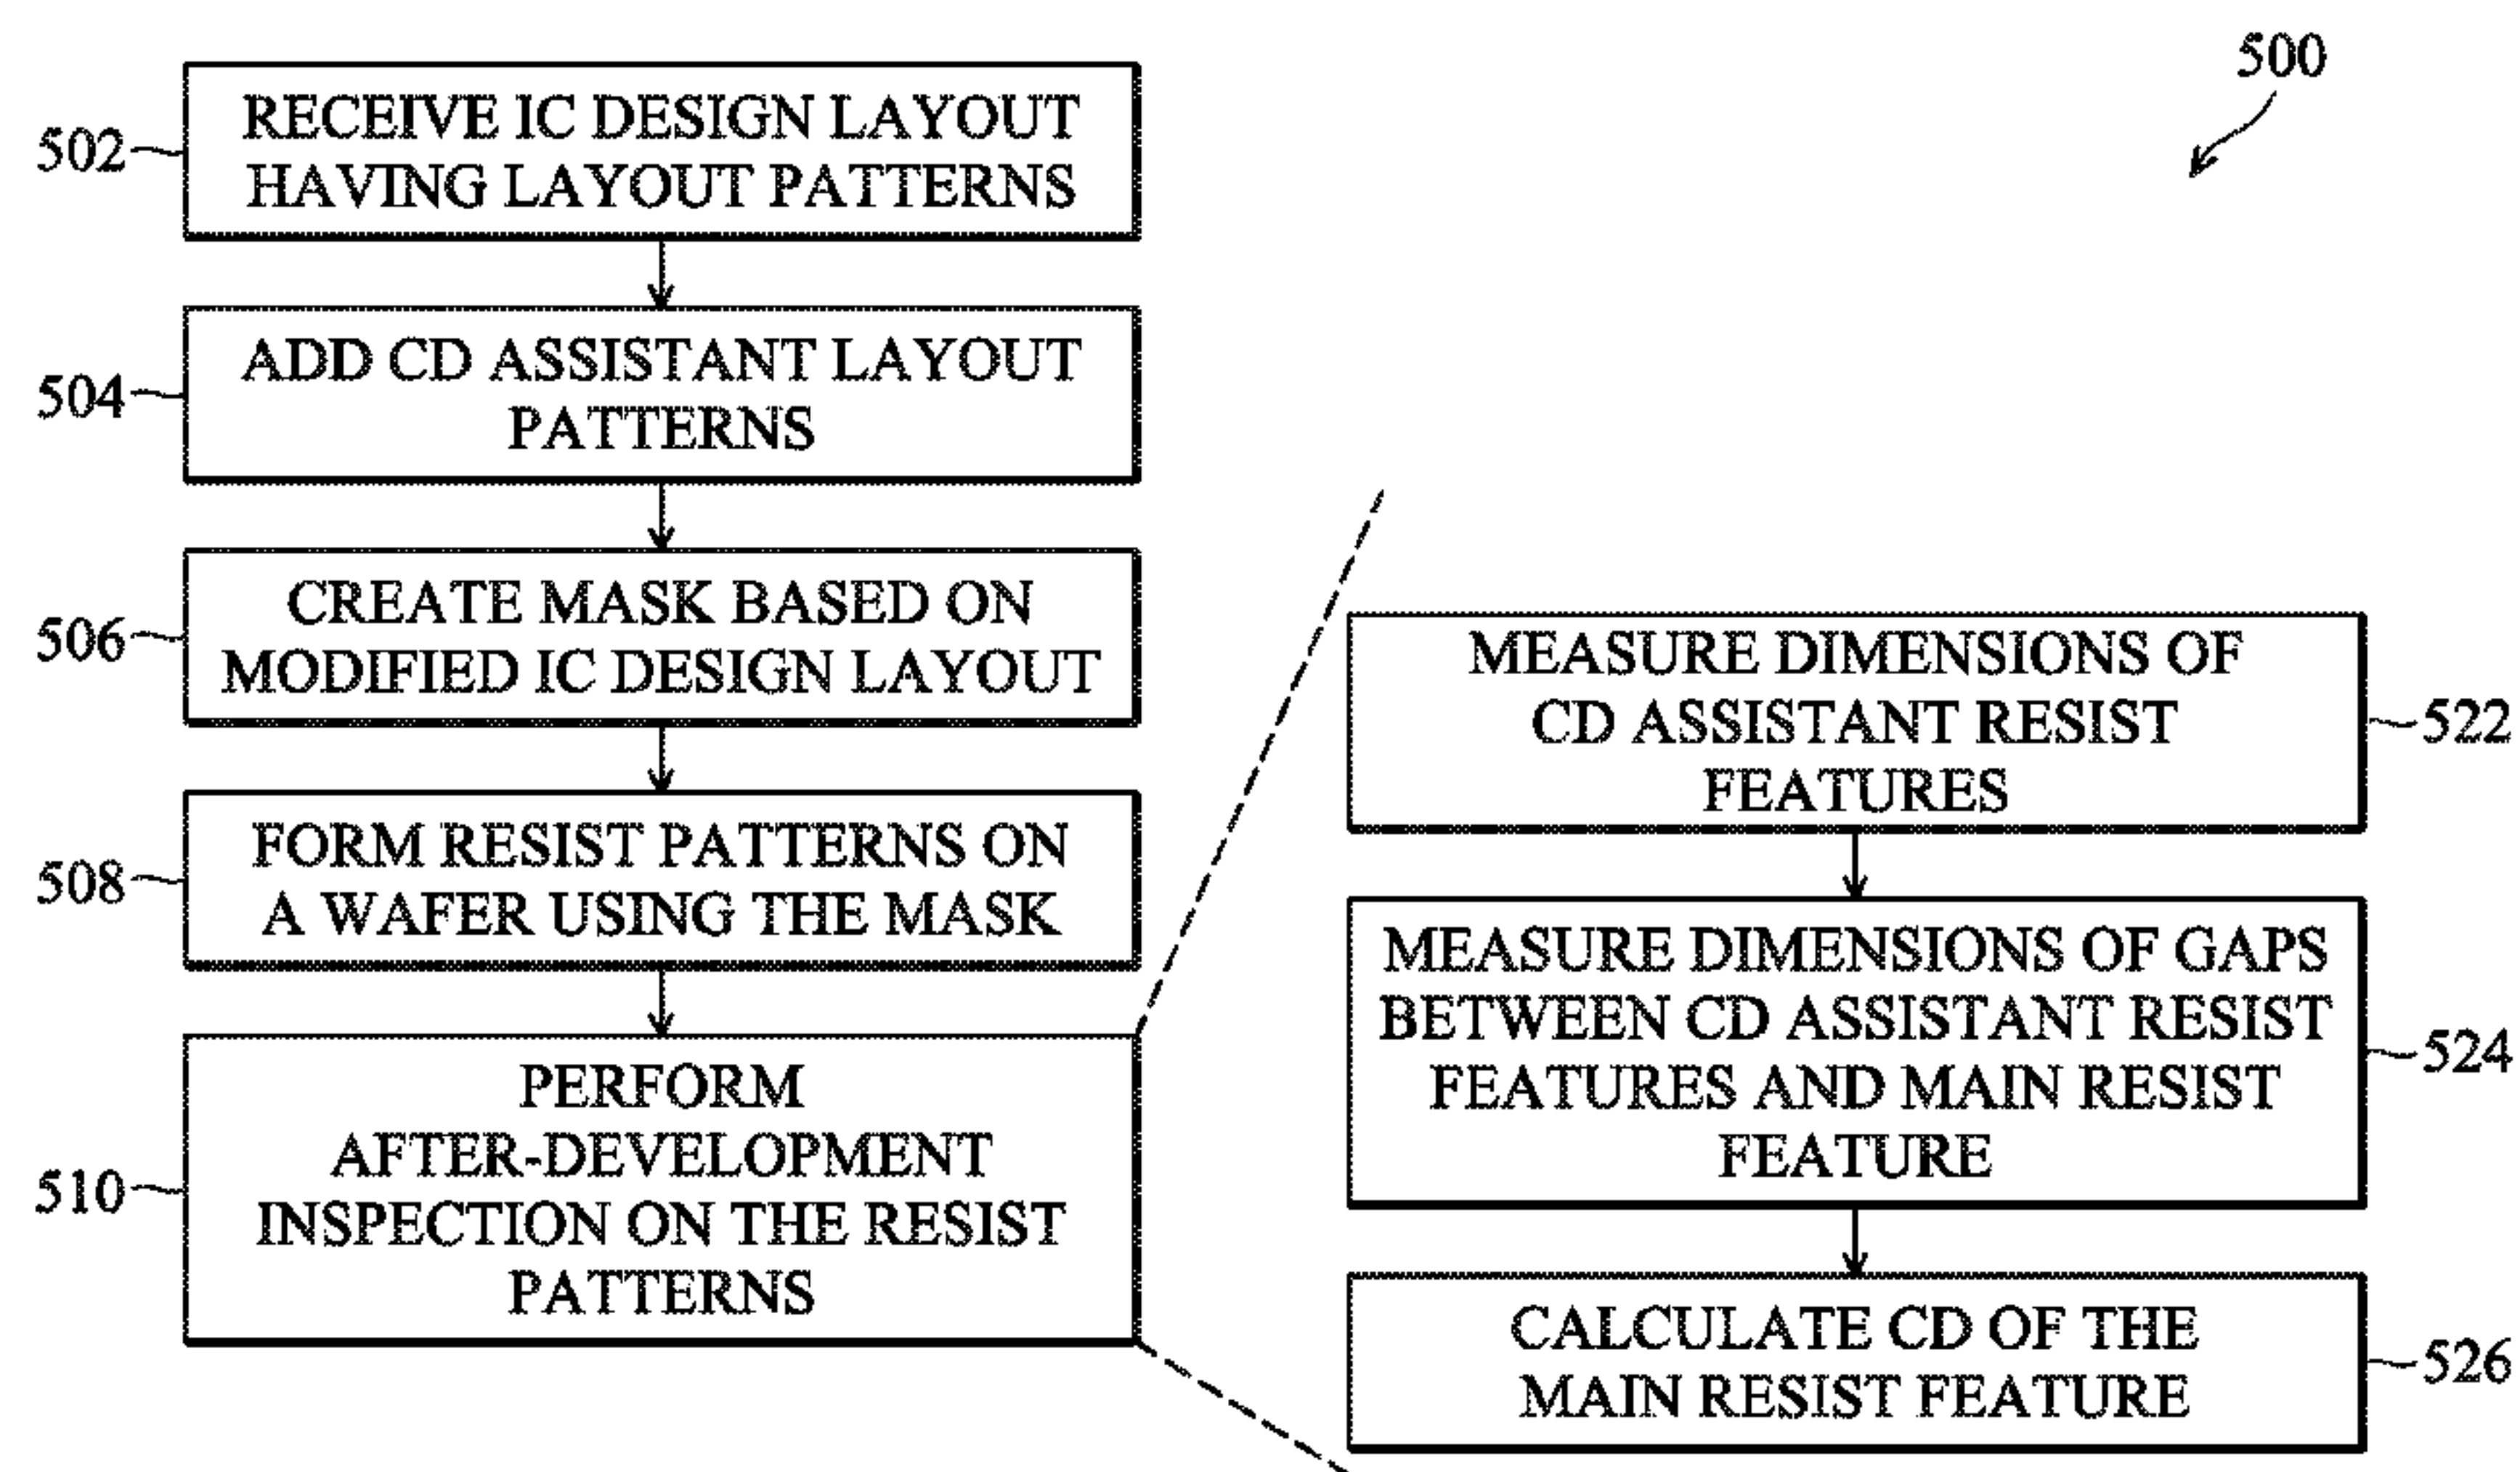 500
502
RECEIVE IC DESIGN LAYOUT
HAVING LAYOUT PATTERNS
504
ADD CD ASSISTANT LAYOUT
PATTERNS
506
CREATE MASK BASED ON
MODIFIED IC DESIGN LAYOUT
508
FORM RESIST PATTERNS ON
A WAFER USING THE MASK
510
PERFORM
AFTER-DEVELOPMENT
INSPECTION ON THE RESIST
PATTERNS
MEASURE DIMENSIONS OF
CD ASSISTANT RESIST
FEATURES
522
MEASURE DIMENSIONS OF GAPS
BETWEEN CD ASSISTANT RESIST
FEATURES AND MAIN RESIST
FEATURE
524
CALCULATE CD OF THE
MAIN RESIST FEATURE
526